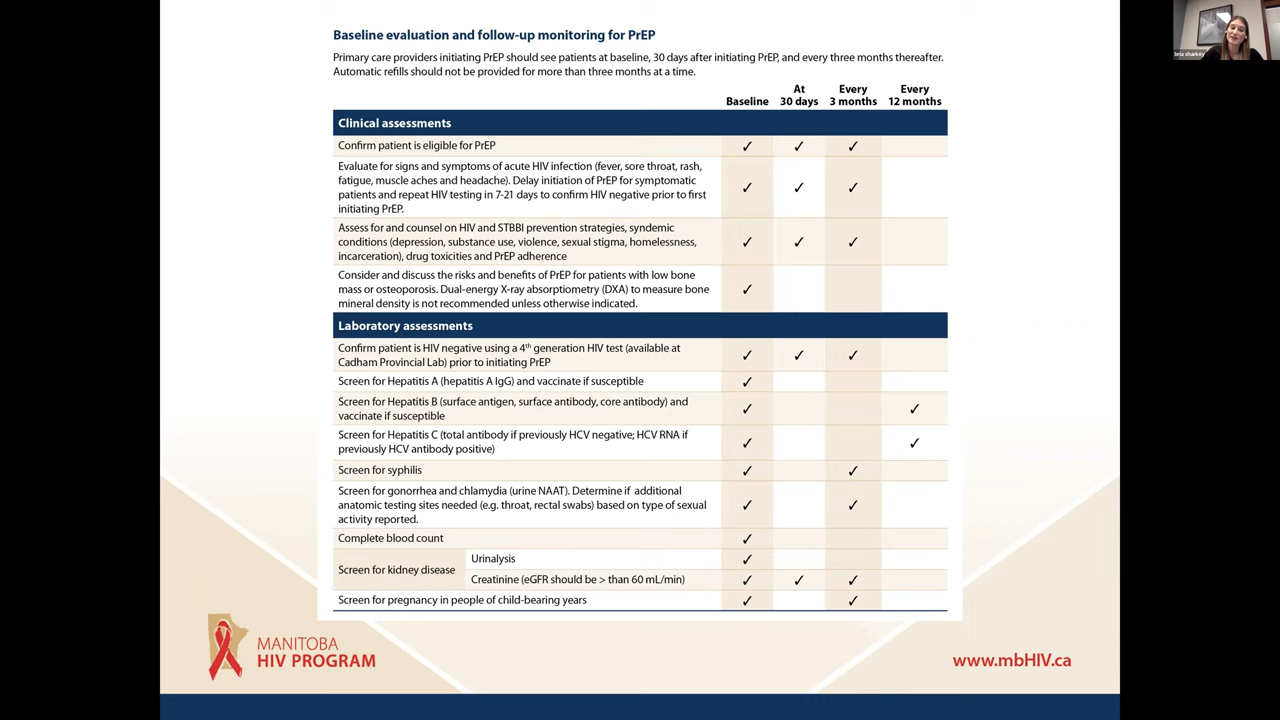 Baseline evaluation and follow-up monitoring for PrEP
Primary care providers initiating PrEP should see patients at baseline, 30 days after initiating PrEP, and every three months thereafter.
Automatic refills should not be provided for more than three months at a time.
At Every Every
Baseline 30 days 3 months 12 months
Clinical assessments
Confirm patient is eligible for PrEP ✓ ✓ ✓
Evaluate for signs and symptoms of acute HIV infection (fever, sore throat, rash,
fatigue, muscle aches and headache). Delay initiation of PrEP for symptomatic
patients and repeat HIV testing in 7-21 days to confirm HIV negative prior to first
initiating PrEP. ✓ ✓ ✓
Assess for and counsel on HIV and STBBI prevention strategies, syndemic
conditions (depression, substance use, violence, sexual stigma, homelessness,
incarceration), drug toxicities and PrEP adherence ✓ ✓ ✓
Consider and discuss the risks and benefits of PrEP for patients with low bone
mass or osteoporosis. Dual-energy X-ray absorptiometry (DXA) to measure bone
mineral density is not recommended unless otherwise indicated. ✓
Laboratory assessments
Confirm patient is HIV negative using a 4th generation HIV test (available at
Cadham Provincial Lab) prior to initiating PrEP ✓ ✓ ✓
Screen for Hepatitis A (hepatitis A IgG) and vaccinate if susceptible ✓
Screen for Hepatitis B (surface antigen, surface antibody, core antibody) and
vaccinate if susceptible ✓ ✓
Screen for Hepatitis C (total antibody if previously HCV negative; HCV RNA if
previously HCV antibody positive) ✓ ✓
Screen for syphilis ✓ ✓
Screen for gonorrhea and chlamydia (urine NAAT). Determine if additional
anatomic testing sites needed (e.g. throat, rectal swabs) based on type of sexual
activity reported. ✓ ✓
Complete blood count ✓
Screen for kidney disease
Urinalysis ✓
Creatinine (eGFR should be > than 60 mL/min) ✓ ✓ ✓
Screen for pregnancy in people of child-bearing years ✓ ✓
MANITOBA
HIV PROGRAM
www.mbHIV.ca
bria sharkey